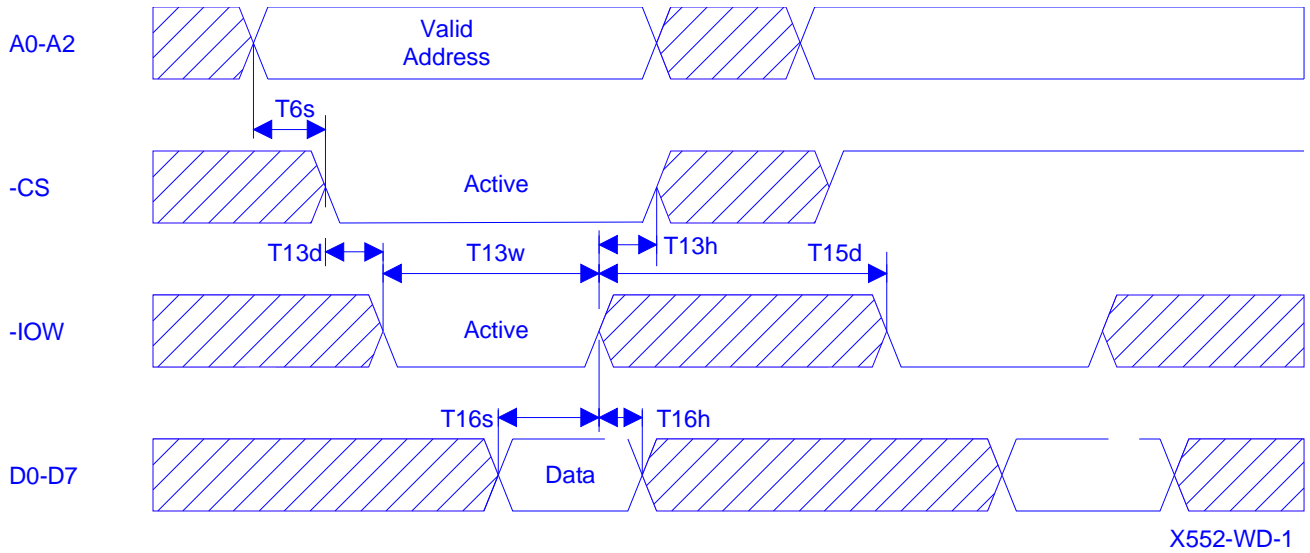 A0-A2
Valid
Address
T6s
-CS
Active
T13d
T13w
T13h
T15d
-IOW
Active
T16s
T16h
D0-D7
Data
X552-WD-1